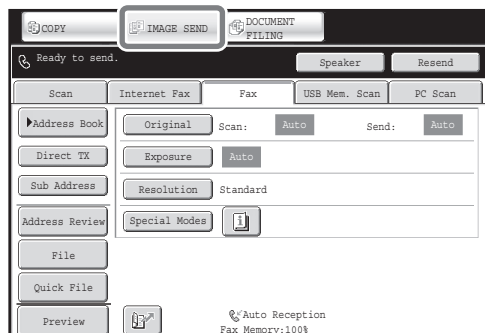 COPY
IMAGE SEND
DOCUMENT
FILING
Ready to send.
Speaker
Resend
Scan
Internet Fax
Fax
USB Mem. Scan
PC Scan
Address Book
Original
Scan:
Auto
Send:
Auto
Direct TX
Exposure
Auto
Sub Address
Resolution
Standard
Address Review
Special Modes
File
Quick File
Preview
Auto Reception
Fax Memory:100%